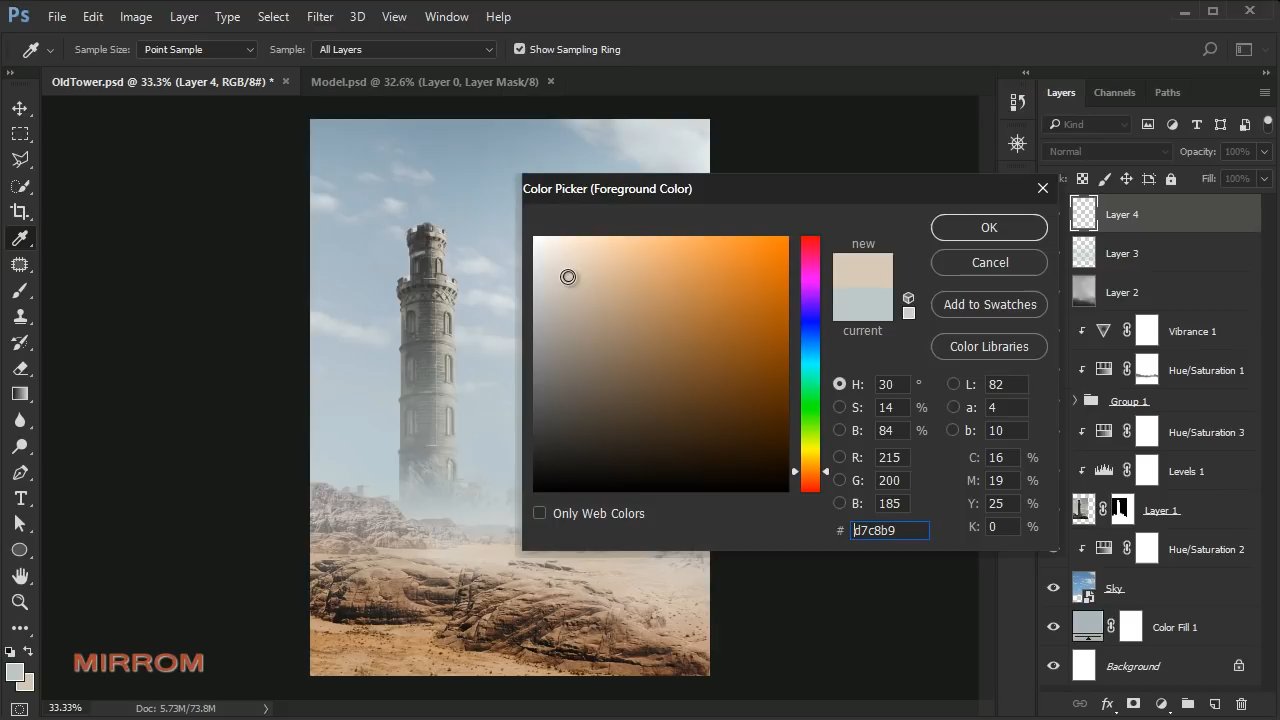 Ps File Edit Image Layer Type Select Filter 3D View Window Help
Sample Size: Point Sample Sample: All Layers Show Sampling Ring
OldTower.psd @ 33.3% (Layer 4, RGB/8#) * Model.psd @ 32.6% (Layer 0, Layer Mask/8)
Layers Channels Paths
Kind
Normal Opacity: 100%
Fill: 100%
Color Picker (Foreground Color)
new
current
OK
Cancel
Add to Swatches
Color Libraries
H: 30 ° L: 82
S: 14 % a: 4
B: 84 % b: 10
R: 215 C: 16 %
G: 200 M: 19 %
B: 185 Y: 25 %
# d7c8b9 K: 0 %
Only Web Colors
Layer 4
Layer 3
Layer 2
Vibrance 1
Hue/Saturation 1
Group 1
Hue/Saturation 3
Levels 1
Layer 1
Hue/Saturation 2
Sky
Color Fill 1
Background
MIRROM
33.33% Doc: 5.73M/73.8M
fx